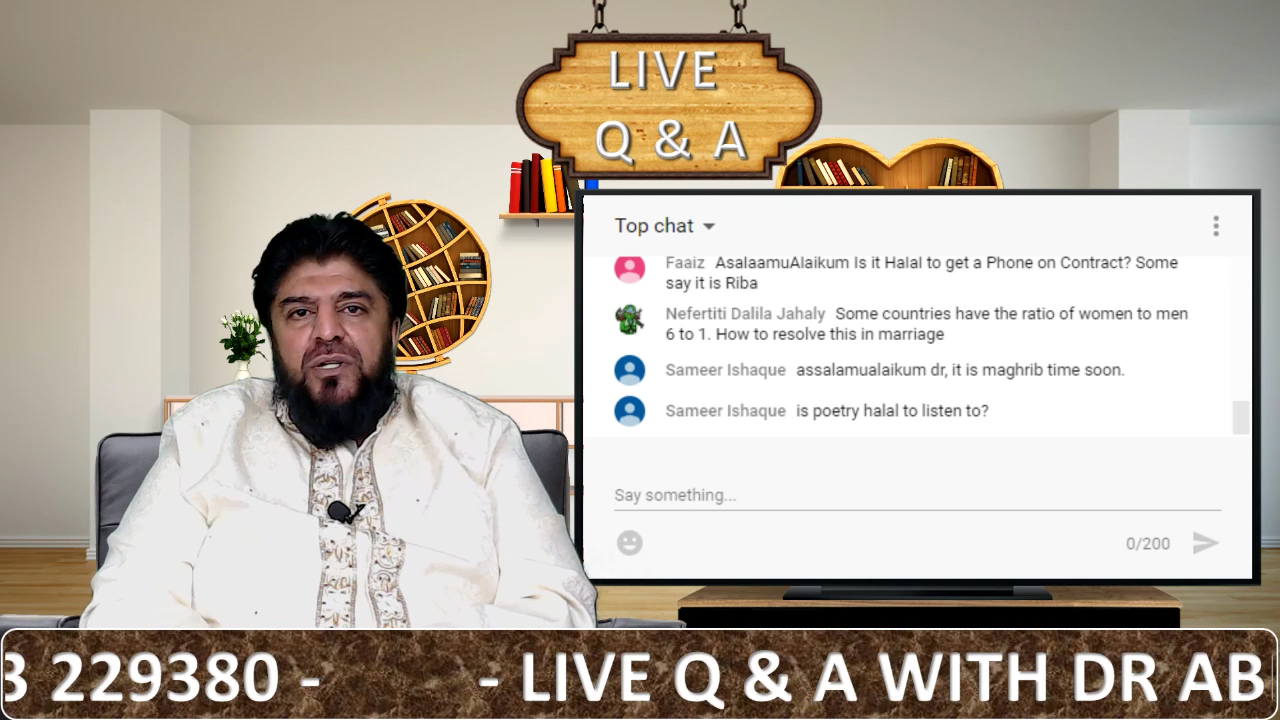 LIVE
Q & A
Top chat
Faaiz AsalaamuAlaikum Is it Halal to get a Phone on Contract? Some
say it is Riba
Nefertiti Dalila Jahaly Some countries have the ratio of women to men
6 to 1. How to resolve this in marriage
Sameer Ishaque assalamualaikum dr, it is maghrib time soon.
Sameer Ishaque is poetry halal to listen to?
Say something...
0/200
3 229380 - - LIVE Q & A WITH DR AB